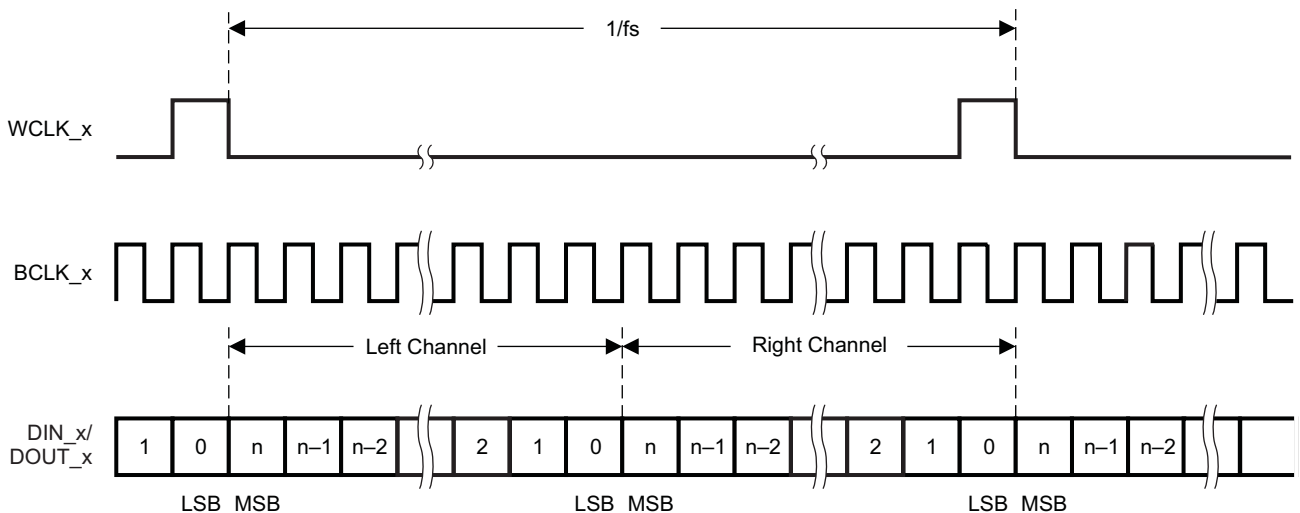 1/fs
WCLK_x
BCLK_x
Left Channel Right Channel
DIN_x/
DOUT_x
1 0 n n–1 n–2 2 1 0 n n–1 n–2 2 1 0 n n–1 n–2
LSB MSB LSB MSB LSB MSB